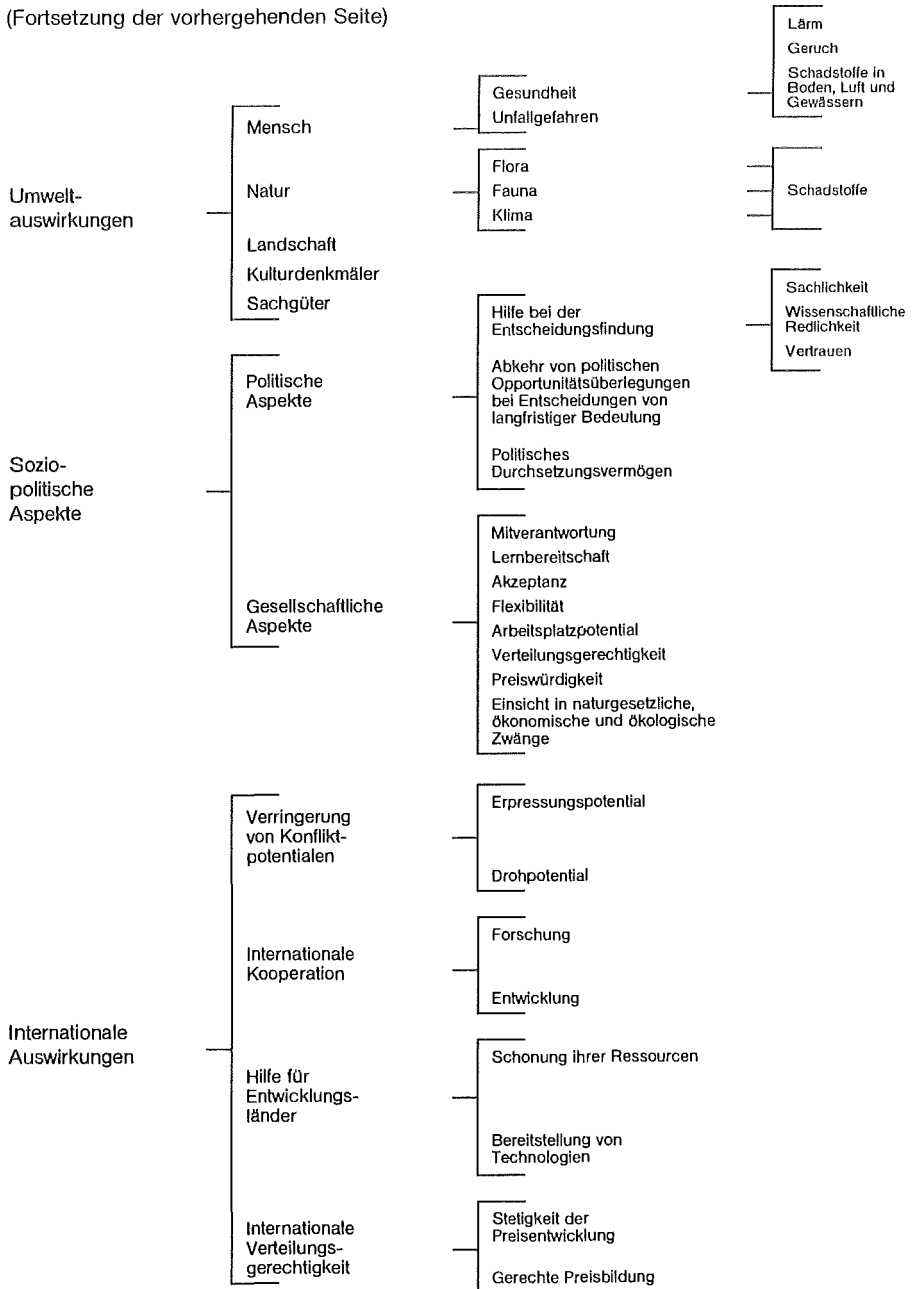 (Fortsetzung der vorhergehenden Seite)
Umwelt-
auswirkungen
Mensch
Gesundheit
Unfallgefahren
Lärm
Geruch
Schadstoffe in
Boden, Luft und
Gewässern
Natur
Flora
Fauna
Klima
Schadstoffe
Landschaft
Kulturdenkmäler
Sachgüter
Sozio-
politische
Aspekte
Politische
Aspekte
Hilfe bei der
Entscheidungsfindung
Sachlichkeit
Wissenschaftliche
Redlichkeit
Vertrauen
Abkehr von politischen
Opportunitätsüberlegungen
bei Entscheidungen von
langfristiger Bedeutung
Politisches
Durchsetzungsvermögen
Gesellschaftliche
Aspekte
Mitverantwortung
Lernbereitschaft
Akzeptanz
Flexibilität
Arbeitsplatzpotential
Verteilungsgerechtigkeit
Preiswürdigkeit
Einsicht in naturgesetzliche,
ökonomische und ökologische
Zwänge
Internationale
Auswirkungen
Verringerung
von Konflikt-
potentialen
Erpressungspotential
Drohpotential
Internationale
Kooperation
Forschung
Entwicklung
Hilfe für
Entwicklungs-
länder
Schonung ihrer Ressourcen
Bereitstellung von
Technologien
Internationale
Verteilungs-
gerechtigkeit
Stetigkeit der
Preisentwicklung
Gerechte Preisbildung